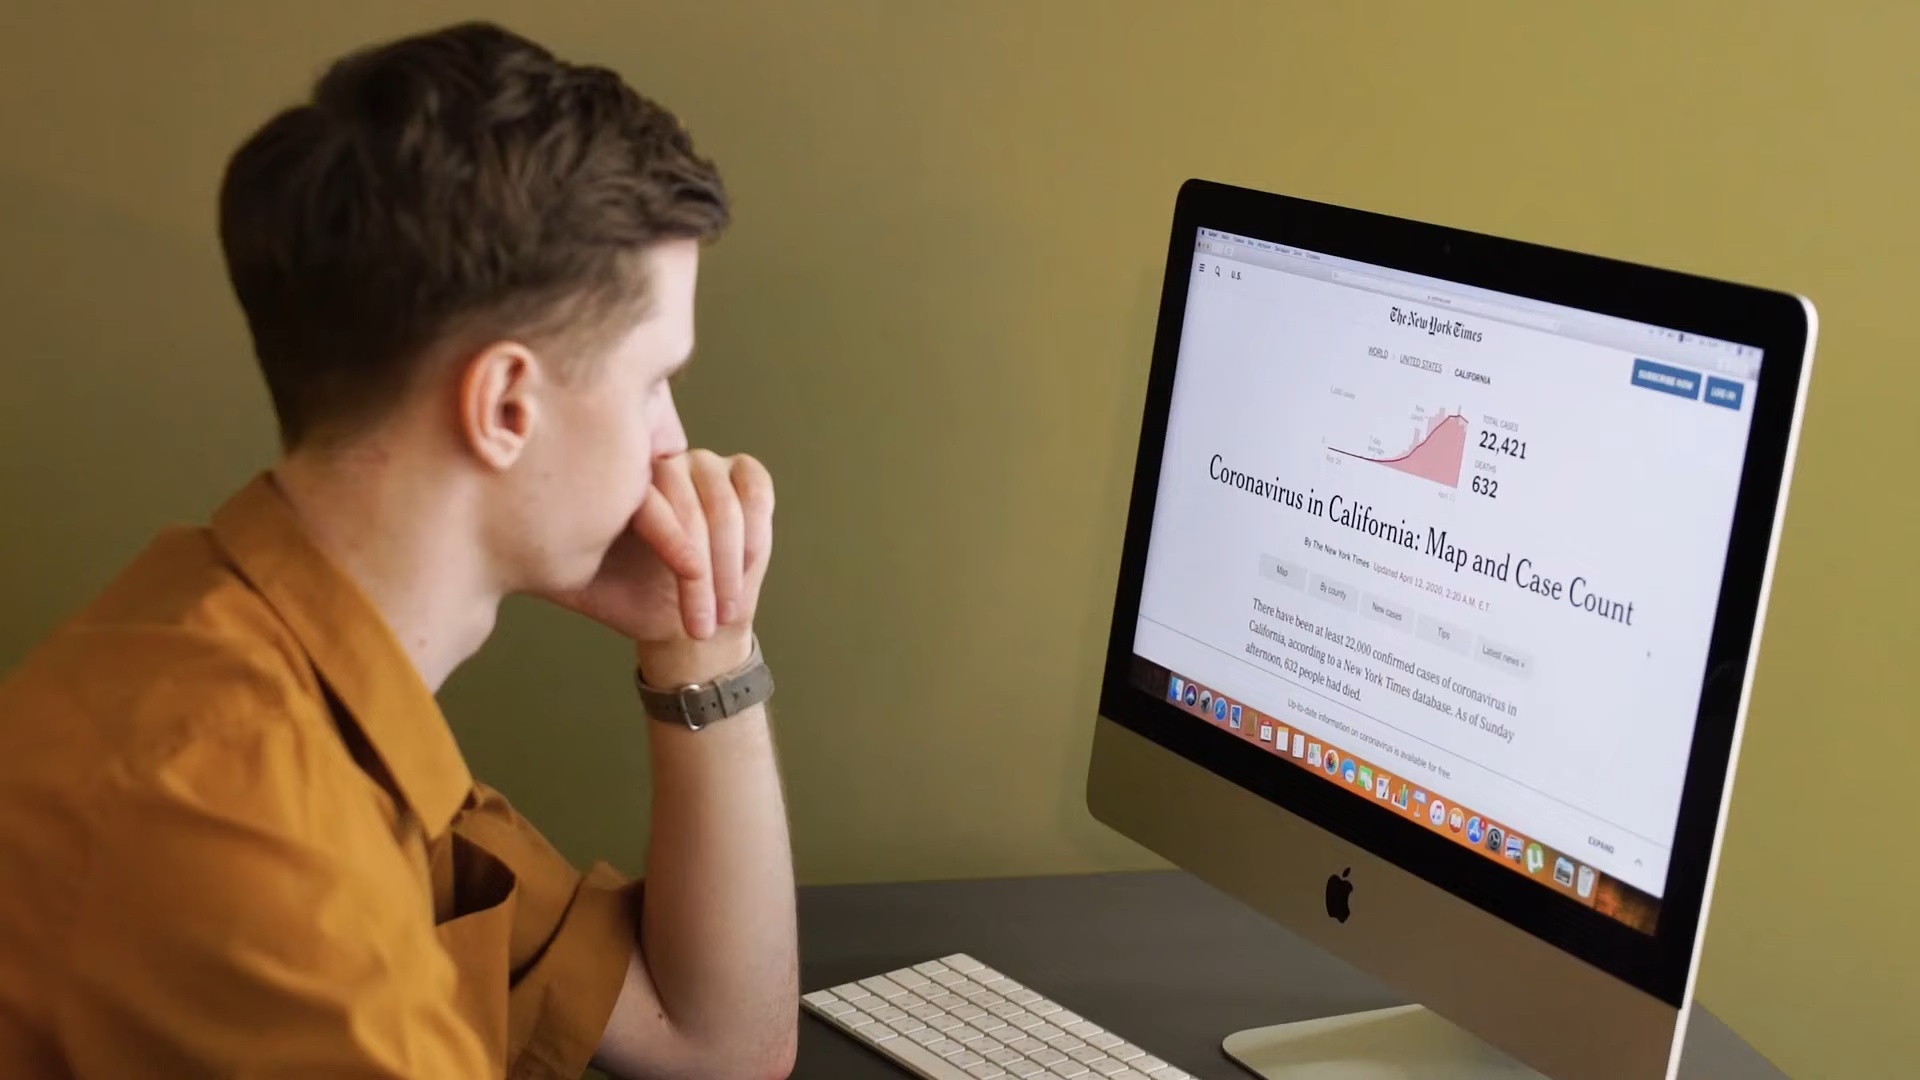 U.S.
The New York Times
WORLD
UNITED STATES
CALIFORNIA
SUBSCRIBE NOW
LOG IN
TOTAL CASES
22,421
DEATHS
632
7-day
average
Coronavirus in California: Map and Case Count
By The New York Times Updated April 12, 2020, 2:20 A.M. E.T.
Map
By county
New cases
Tips
Latest news »
There have been at least 22,000 confirmed cases of coronavirus in
California, according to a New York Times database. As of Sunday
afternoon, 632 people had died.
Up-to-date information on coronavirus is available for free.
EXPAND